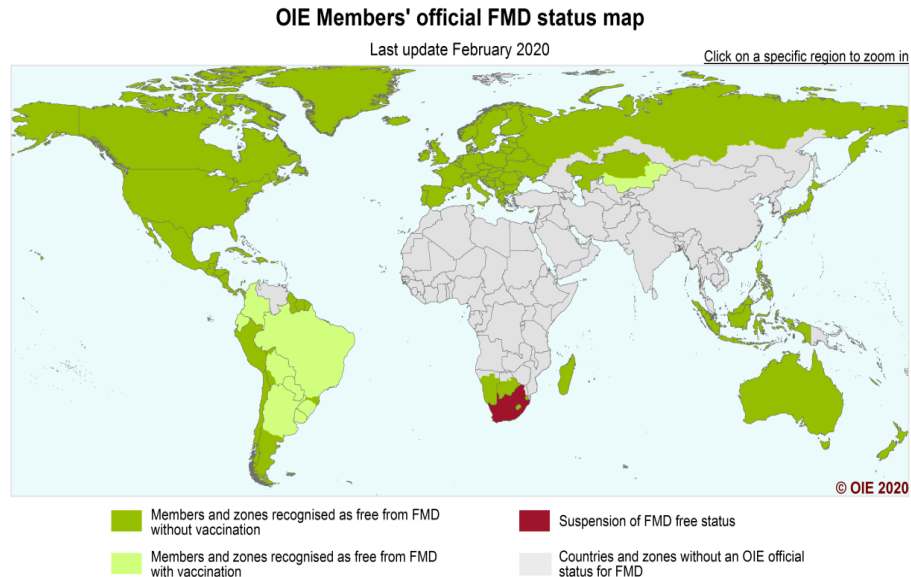 OIE Members' official FMD status map
Last update February 2020
Click on a specific region to zoom in
© OIE 2020
Members and zones recognised as free from FMD
without vaccination
Members and zones recognised as free from FMD
with vaccination
Suspension of FMD free status
Countries and zones without an OIE official
status for FMD